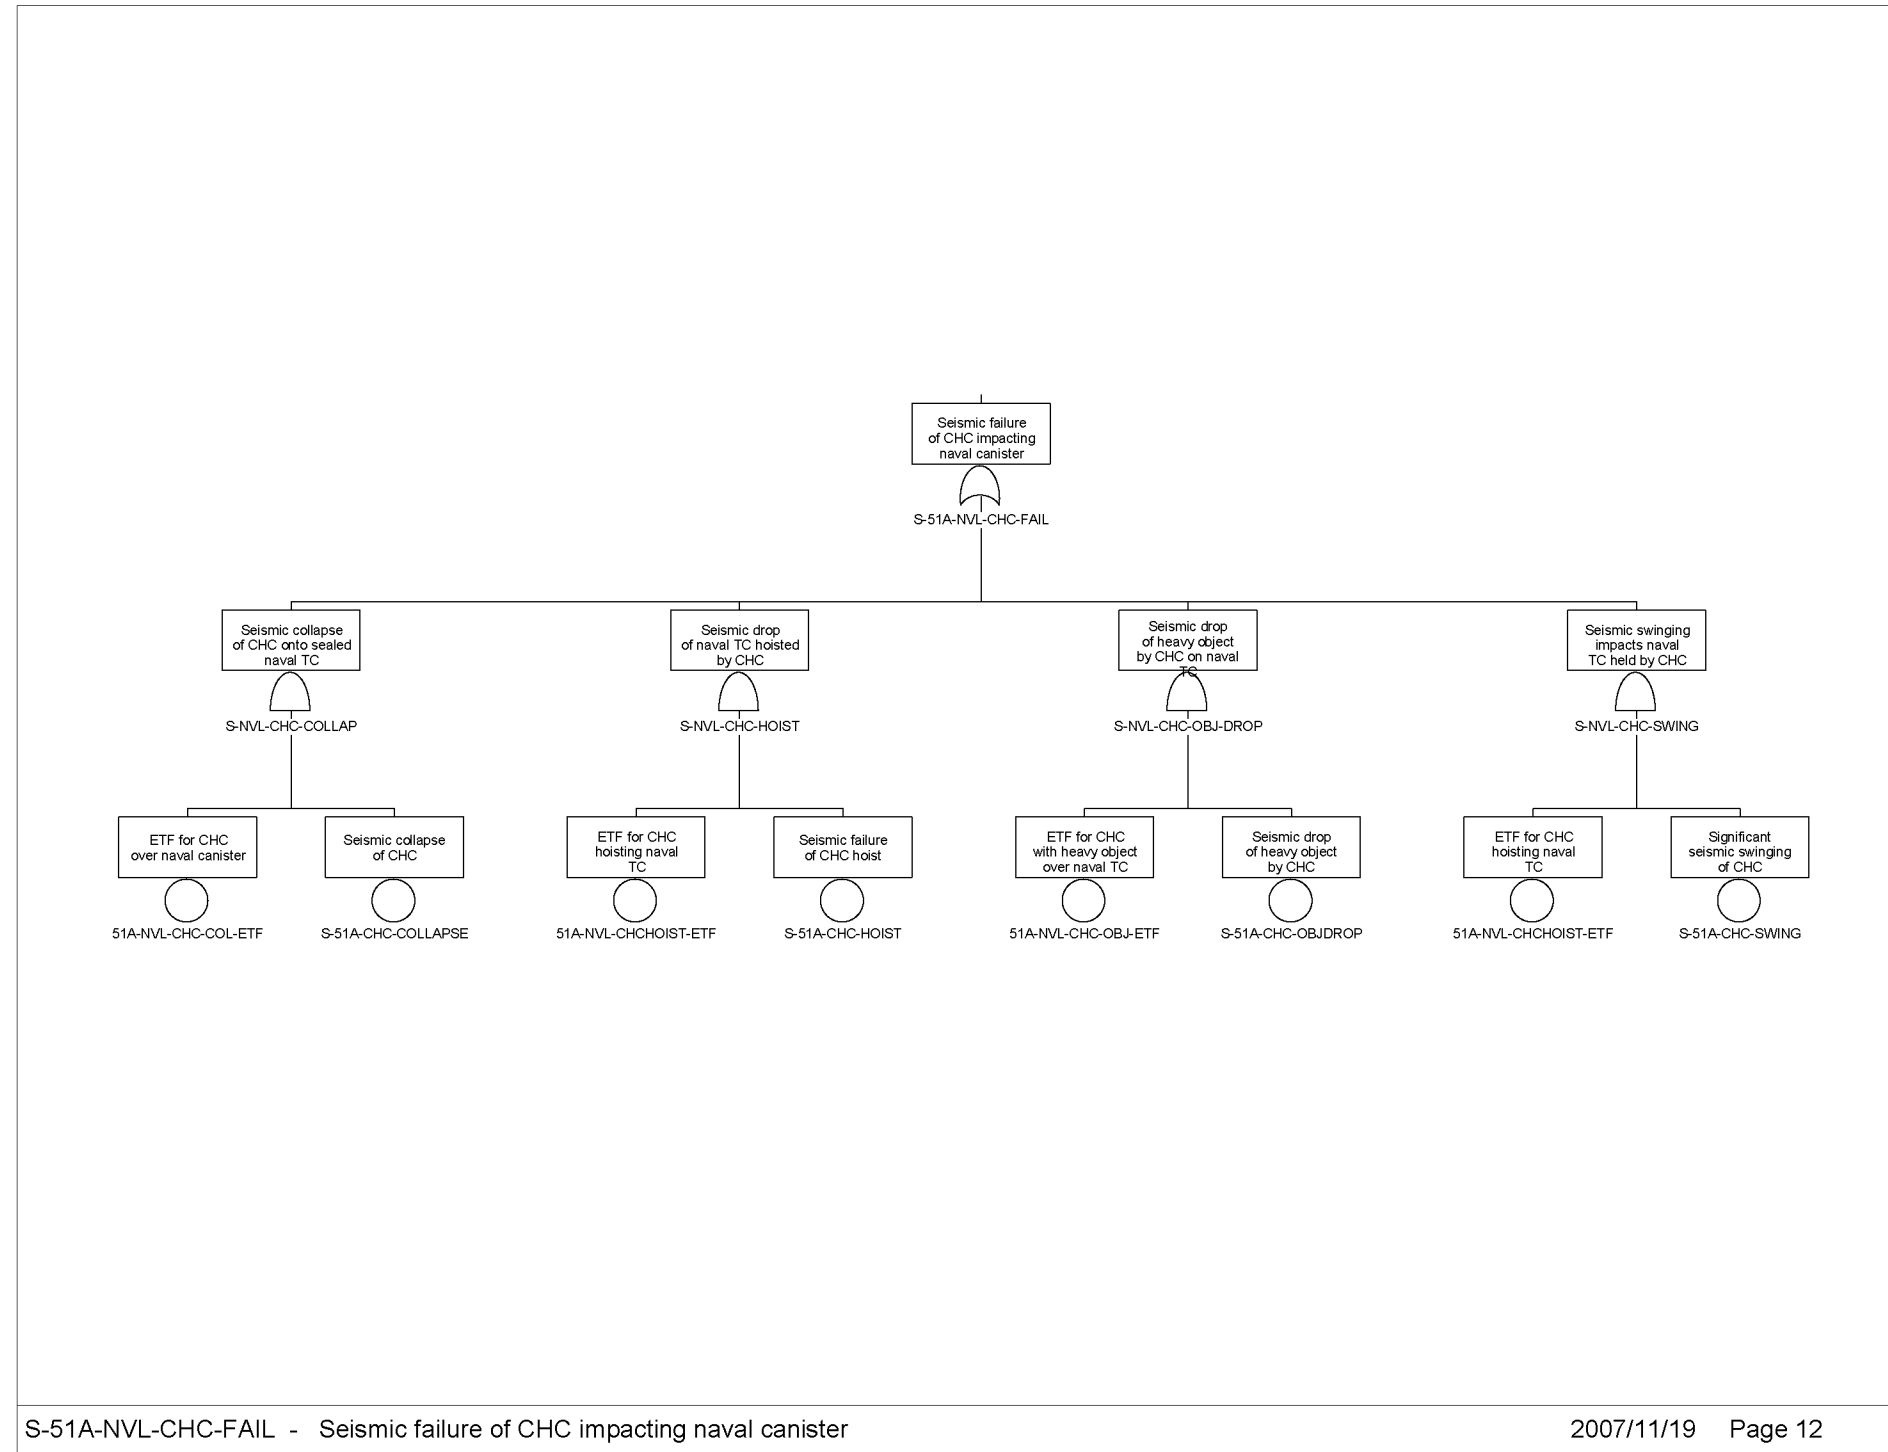 Seismic failure
of CHC impacting
naval canister
S-51A-NVL-CHC-FAIL
Seismic collapse
of CHC onto sealed
naval TC
S-NVL-CHC-COLLAP
Seismic drop
of naval TC hoisted
by CHC
S-NVL-CHC-HOIST
Seismic drop
of heavy object
by CHC on naval
TC
S-NVL-CHC-OBJ-DROP
Seismic swinging
impacts naval
TC held by CHC
S-NVL-CHC-SWING
ETF for CHC
over naval canister
51A-NVL-CHC-COL-ETF
Seismic collapse
of CHC
S-51A-CHC-COLLAPSE
ETF for CHC
hoisting naval
TC
51A-NVL-CHCHOIST-ETF
Seismic failure
of CHC hoist
S-51A-CHC-HOIST
ETF for CHC
with heavy object
over naval TC
51A-NVL-CHC-OBJ-ETF
Seismic drop
of heavy object
by CHC
S-51A-CHC-OBJDROP
ETF for CHC
hoisting naval
TC
51A-NVL-CHCHOIST-ETF
Significant
seismic swinging
of CHC
S-51A-CHC-SWING
S-51A-NVL-CHC-FAIL - Seismic failure of CHC impacting naval canister
2007/11/19 Page 12